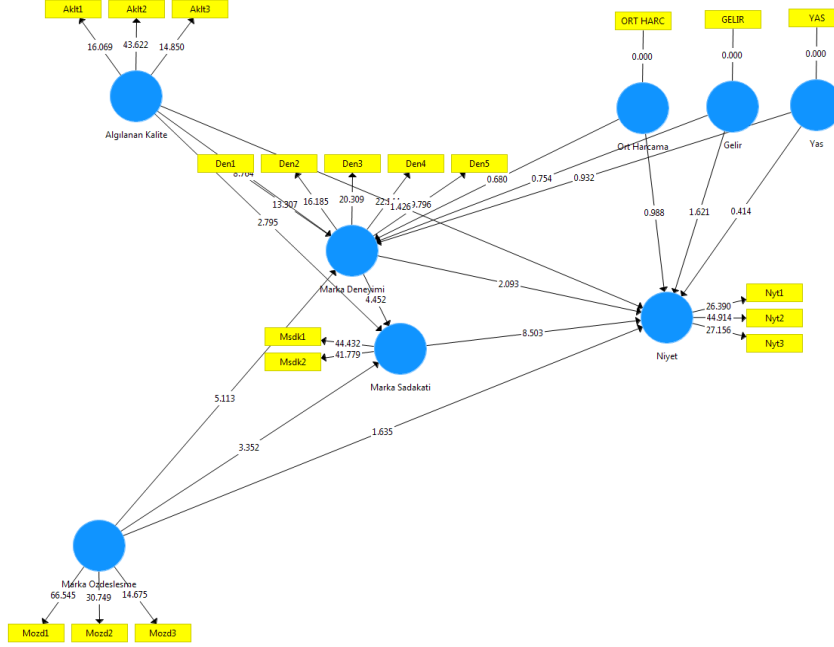 Aklt1
Aklt2
Aklt3
ORT HARC
GELIR
YAS
16.069
43.622
14.850
0.000
0.000
0.000
Algılanan Kalite
Ort Harcama
Gelir
Yas
Den1
Den2
Den3
Den4
Den5
0.680
0.754
0.932
13.307
16.185
20.309
1.426
2.795
0.988
1.621
0.414
Marka Deneyimi
2.093
4.452
Nyt1
26.390
Nyt2
44.914
Nyt3
27.156
Msdk1
44.432
Msdk2
41.779
8.503
Niyet
Marka Sadakati
5.113
1.635
3.352
Marka Ozdeslesme
66.545
30.749
14.675
Mozd1
Mozd2
Mozd3